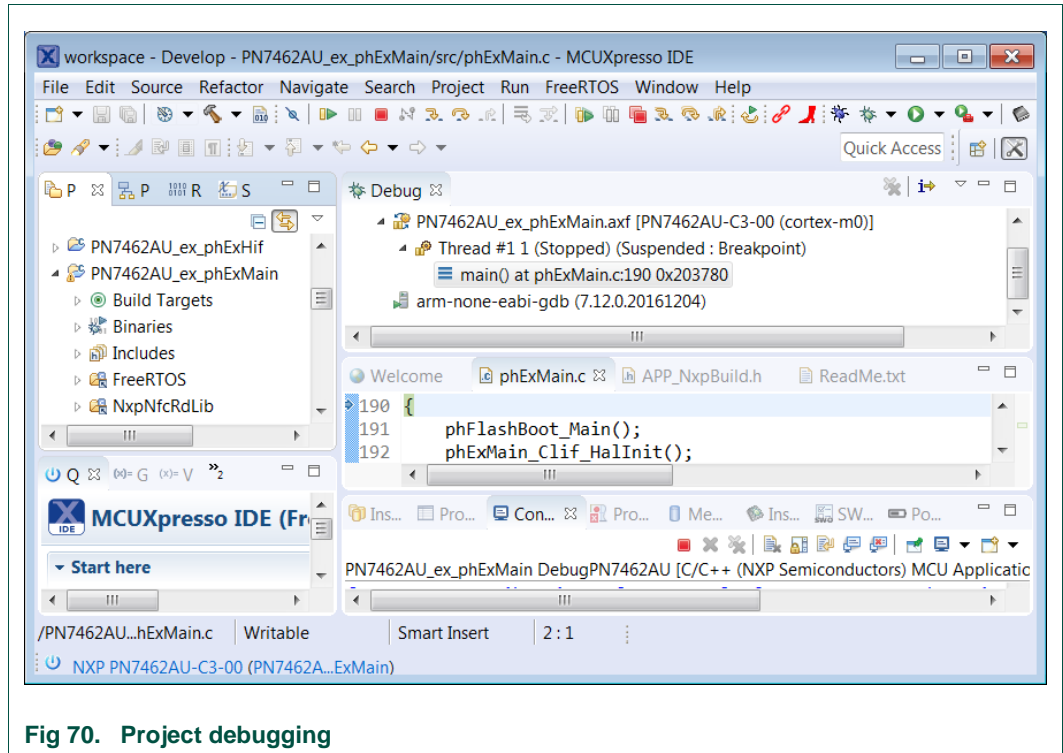 workspace - Develop - PN7462AU_ex_phExMain/src/phExMain.c - MCUXpresso IDE
File Edit Source Refactor Navigate Search Project Run FreeRTOS Window Help
Quick Access
P P R S
Debug
PN7462AU_ex_phExHif
PN7462AU_ex_phExMain
Build Targets
Binaries
Includes
FreeRTOS
NxpNfcRdLib
PN7462AU_ex_phExMain.axf [PN7462AU-C3-00 (cortex-m0)]
Thread #1 1 (Stopped) (Suspended : Breakpoint)
main() at phExMain.c:190 0x203780
arm-none-eabi-gdb (7.12.0.20161204)
Welcome phExMain.c APP_NxpBuild.h ReadMe.txt
190 {
191 phFlashBoot_Main();
192 phExMain_Clif_HalInit();
Q (x)= G (x)= V »2
IDE
MCUXpresso IDE (Fr
Start here
Ins... Pro... Con... Pro... Me... Ins... SW... Po...
PN7462AU_ex_phExMain DebugPN7462AU [C/C++ (NXP Semiconductors) MCU Applicatic
/PN7462AU...hExMain.c Writable Smart Insert 2 : 1
NXP PN7462AU-C3-00 (PN7462A...ExMain)
Fig 70. Project debugging